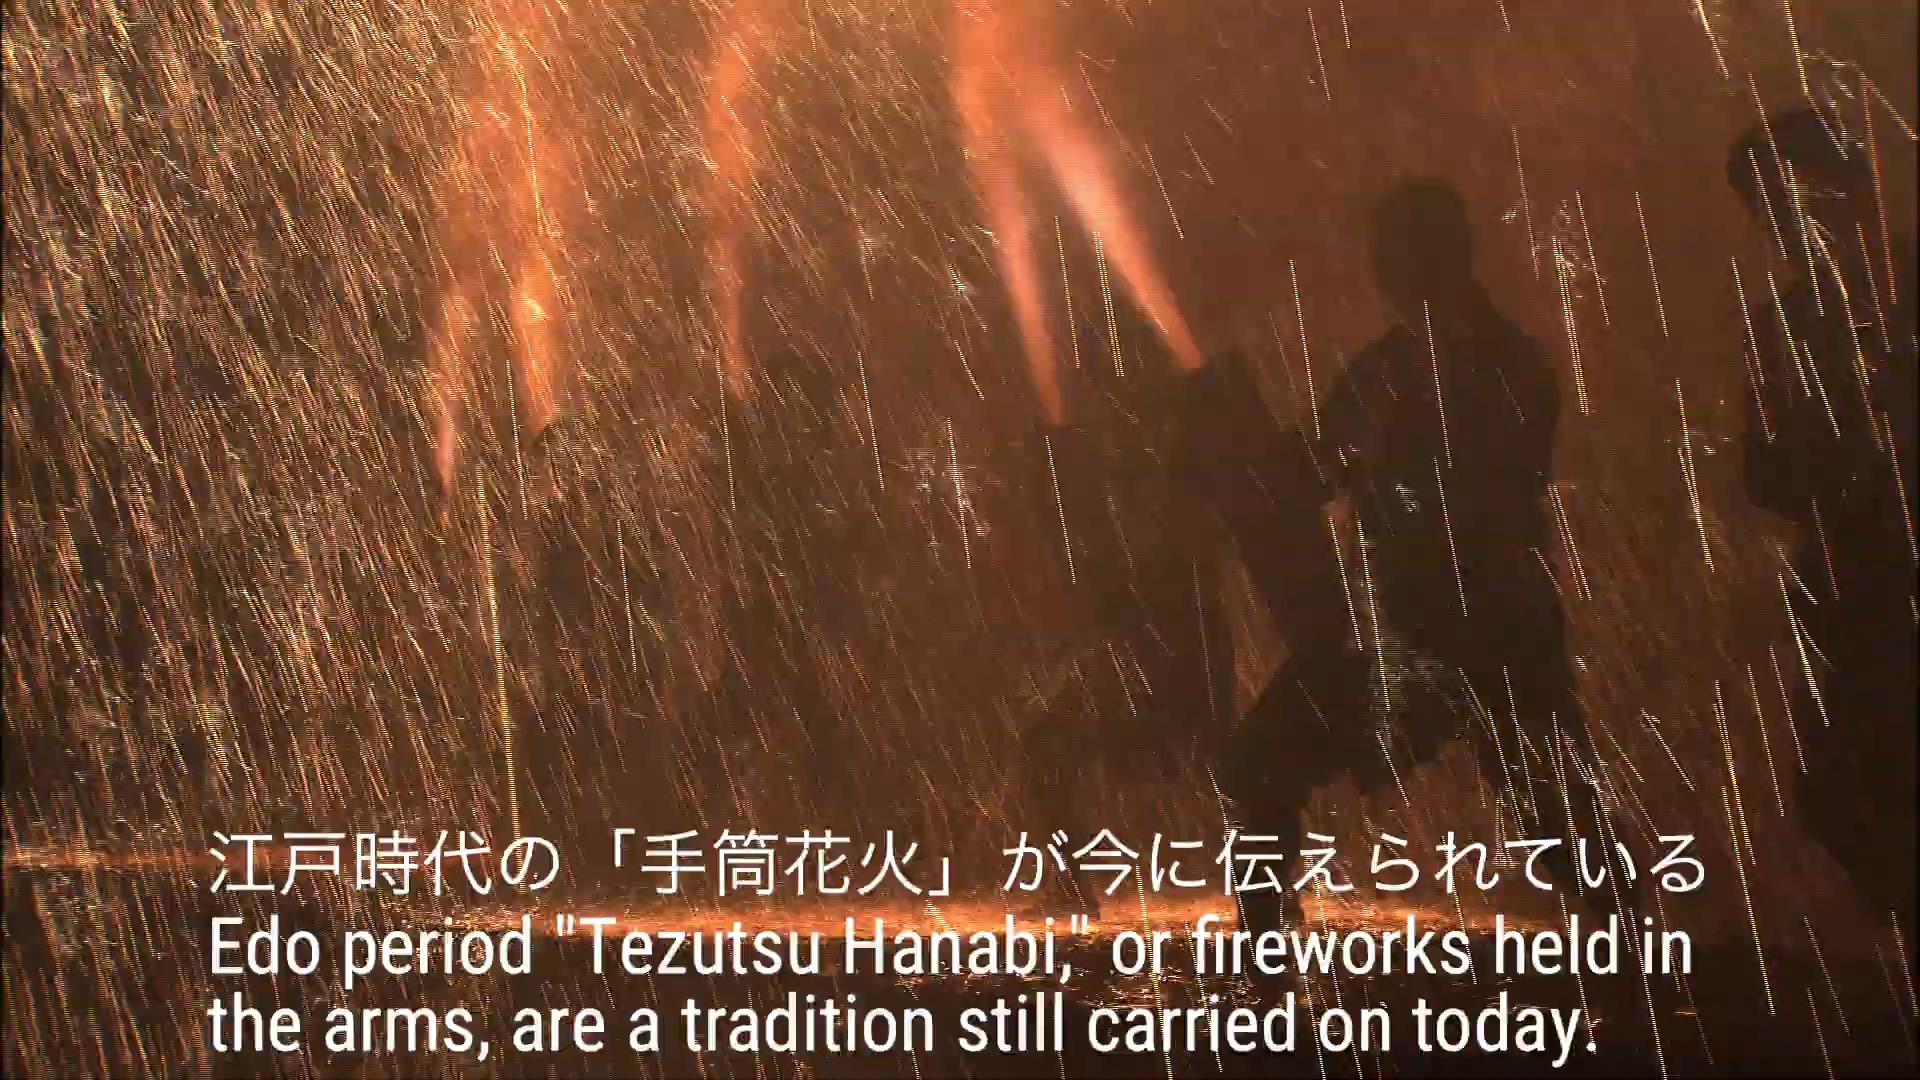 江戸時代の「手筒花火」が今に伝えられている
Edo period "Tezutsu Hanabi," or fireworks held in
the arms, are a tradition still carried on today.